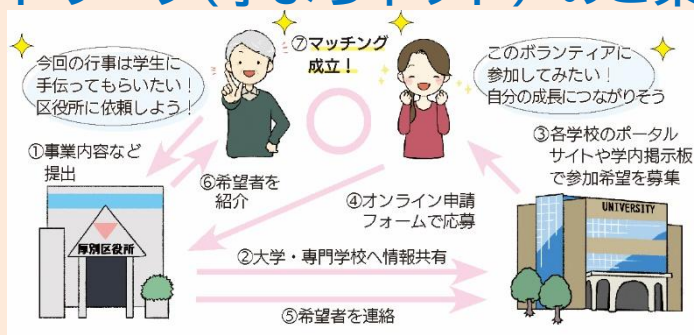 ⑦マッチング
成立！
今回の行事は学生に
手伝ってもらいたい！
区役所に依頼しよう！
このボランティアに
参加してみたい！
自分の成長につながりそう
①事業内容など
提出
⑥希望者を
紹介
④オンライン申請
フォームで応募
③各学校のポータル
サイトや学内掲示板
で参加希望を募集
厚別区役所
UNIVERSITY
②大学・専門学校へ情報共有
⑤希望者を連絡